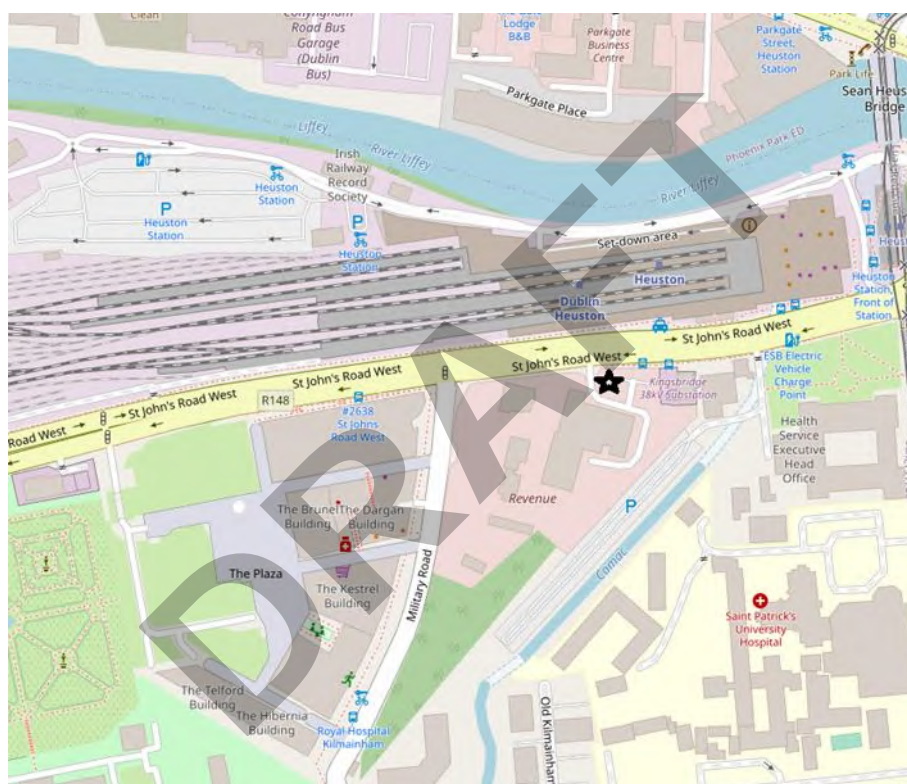 Clean
Conyngham
Road Bus
Garage
(Dublin
Bus)
Lodge
B&B
Parkgate
Business
Centre
Parkgate
Street,
Heuston
Station
Park Life
Sean Heus
Bridge
Parkgate Place
Liffey
River Liffey
Phoenix Park ED
River Liffey
Irish
Railway
Record
Society
Heuston
Station
P
Heuston
Station
P
Heuston
Station
Set-down area
Heuston
Dublin
Heuston
Heuston
Station,
Front of
Station
St John's Road West
St John's Road West
St John's Road West
St John's Road West
Road West
R148
#2638
St Johns
Road West
Kingsbridge
38kV Substation
ESB Electric
Vehicle
Charge
Point
Health
Service
Executive
Head
Office
Revenue
P
Camac
The Brunel
Building
The Dargan
Building
The Plaza
The Kestrel
Building
Military Road
Saint Patrick's
University
Hospital
The Telford
Building
The Hibernia
Building
Royal Hospital
Kilmainham
Old Kilmainham
DRAFT